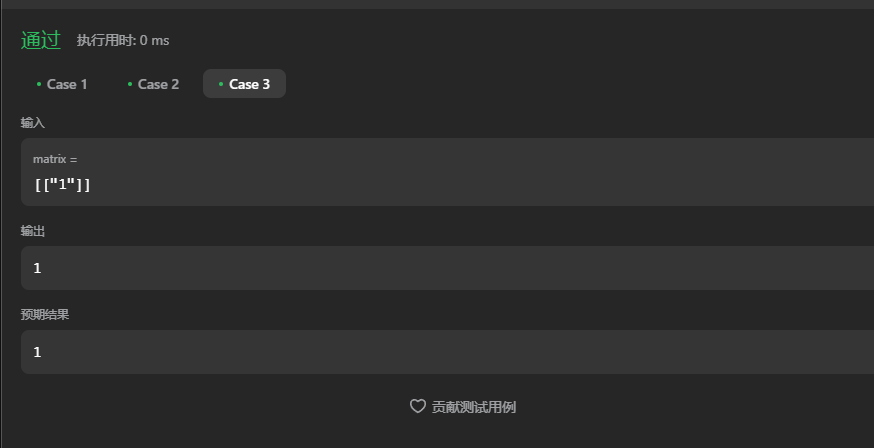 通过 执行用时: 0 ms
Case 1 Case 2 Case 3
输入
matrix =
[["1"]]
输出
1
预期结果
1
贡献测试用例